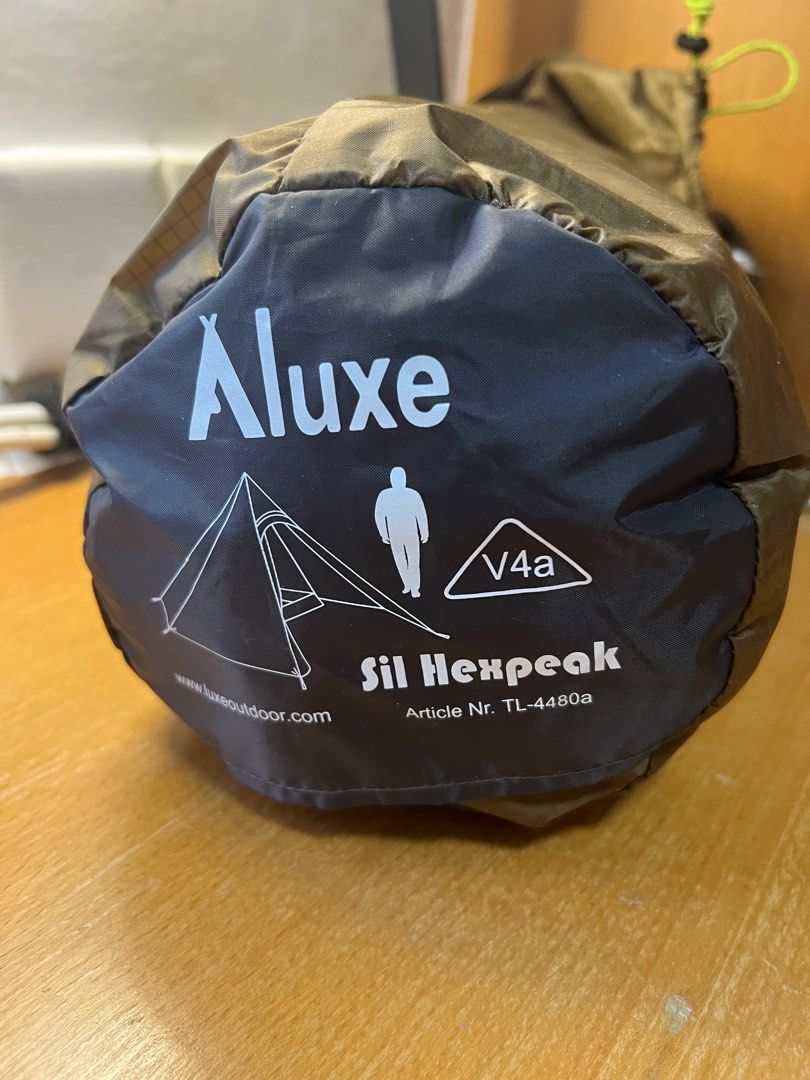 Aluxe
V4a
Sil Hexpeak
www.luxeoutdoor.com
Article Nr. TL-4480a